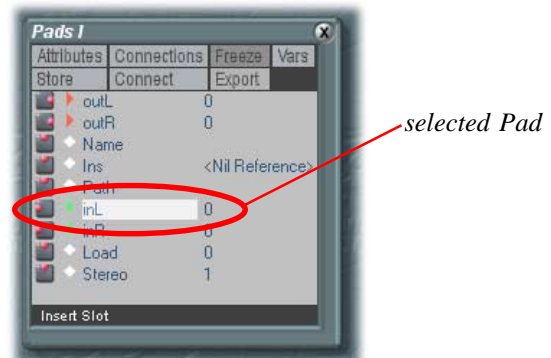 Pads I X
Attributes Connections Freeze Vars
Store Connect Export
outL 0
outR 0
Name
Ins <Nil Reference>
Path
inL 0
inR 0
Load 0
Stereo 1
Insert Slot
selected Pad